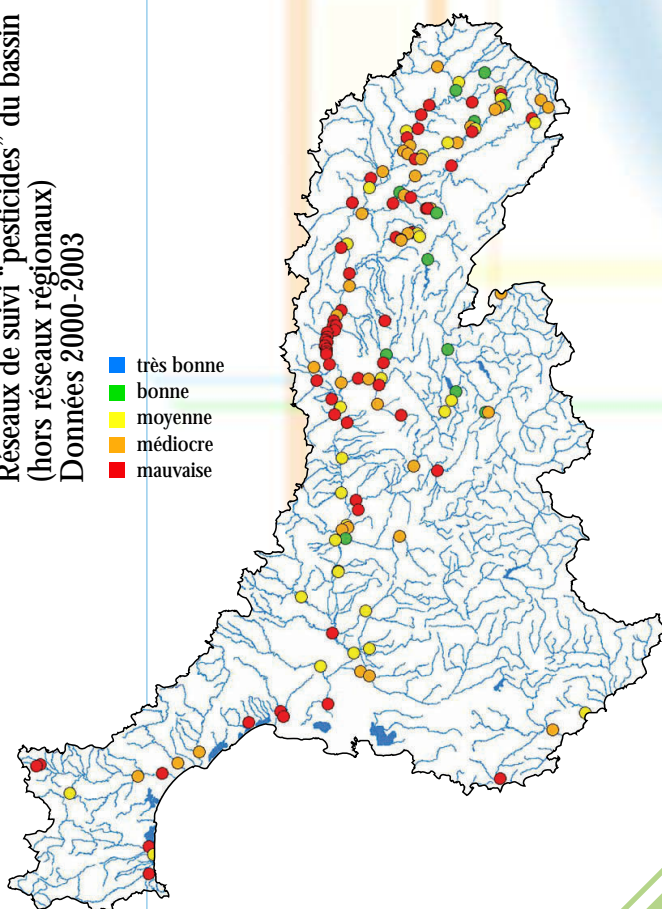 Réseaux de suivi "pesticides" du bassin
(hors réseaux régionaux)
Données 2000-2003
très bonne
bonne
moyenne
médiocre
mauvaise